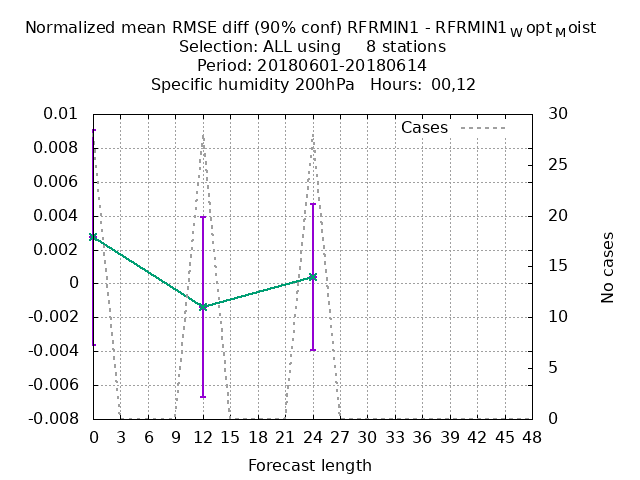 Normalized mean RMSE diff (90% conf) RFRMIN1 - RFRMIN1WoptMoist
Selection: ALL using     8 stations
Period: 20180601-20180614
Specific humidity 200hPa   Hours:  00,12
Cases
0.01
0.008
0.006
0.004
0.002
0
-0.002
-0.004
-0.006
-0.008
30
25
20
15
10
5
0
No cases
0 3 6 9 12 15 18 21 24 27 30 33 36 39 42 45 48
Forecast length